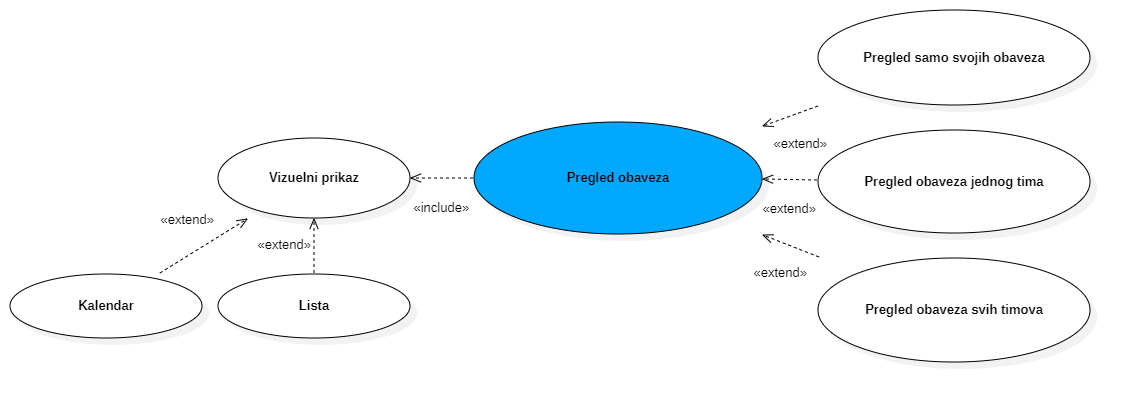 Pregled samo svojih obaveza
«extend»
Vizuelni prikaz
Pregled obaveza
Pregled obaveza jednog tima
«include»
«extend»
«extend»
«extend»
«extend»
Kalendar
Lista
Pregled obaveza svih timova